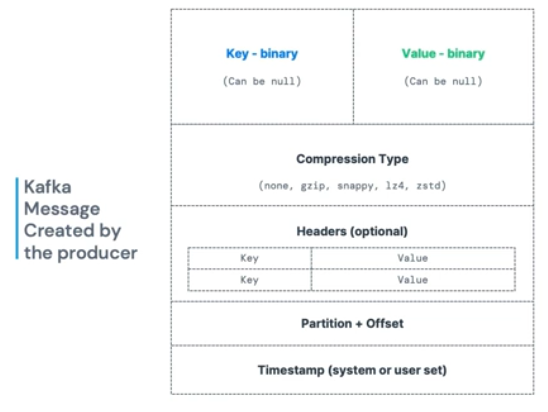 Kafka
Message
Created by
the producer
Key - binary
(Can be null)
Value - binary
(Can be null)
Compression Type
(none, gzip, snappy, lz4, zstd)
Headers (optional)
Key Value
Key Value
Partition + Offset
Timestamp (system or user set)